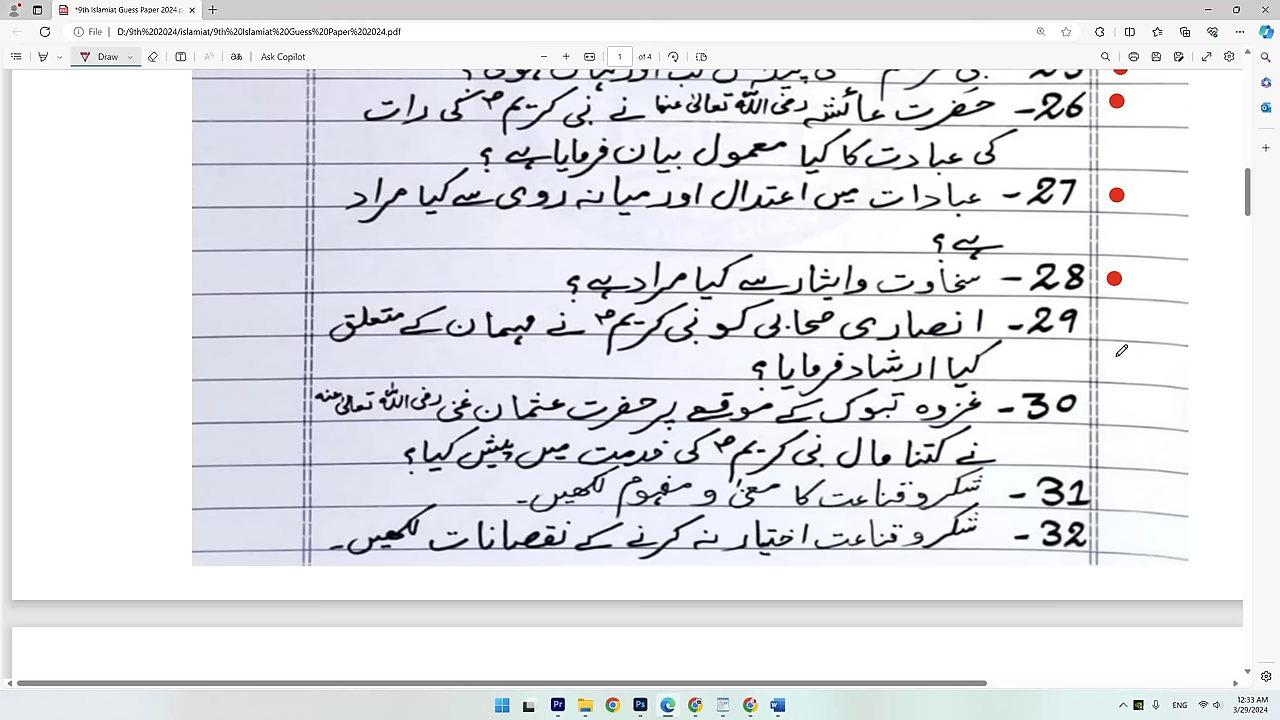 *9th Islamiat Guess Paper 2024 p
File
D:/9th%202024/islamiat/9th%20Islamiat%20Guess%20Paper%202024.pdf
Draw
Ask Copilot
1
of 4
26- حضرت عائشہ رضی اللہ تعالیٰ عنہا نے نبی کریمؐ کی رات
کی عبادت کا کیا معمول بیان فرمایا ہے ؟
27- عبادات میں اعتدال اور میانہ روی سے کیا مراد
ہے ؟
28- سخاوت و ایثار سے کیا مراد ہے ؟
29- انصاری صحابی کو نبی کریمؐ نے مہمان کے متعلق
کیا ارشاد فرمایا ؟
30- غزوہ تبوک کے موقعے پر حضرت عثمان غنی رضی اللہ تعالیٰ عنہ
نے کتنا مال نبی کریمؐ کی خدمت میں پیش کیا؟
31- شکر و قناعت کا معنیٰ و مفہوم لکھیں۔
32- شکر و قناعت اختیار نہ کرنے کے نقصانات لکھیں۔
ENG
12:33 AM
3/29/2024